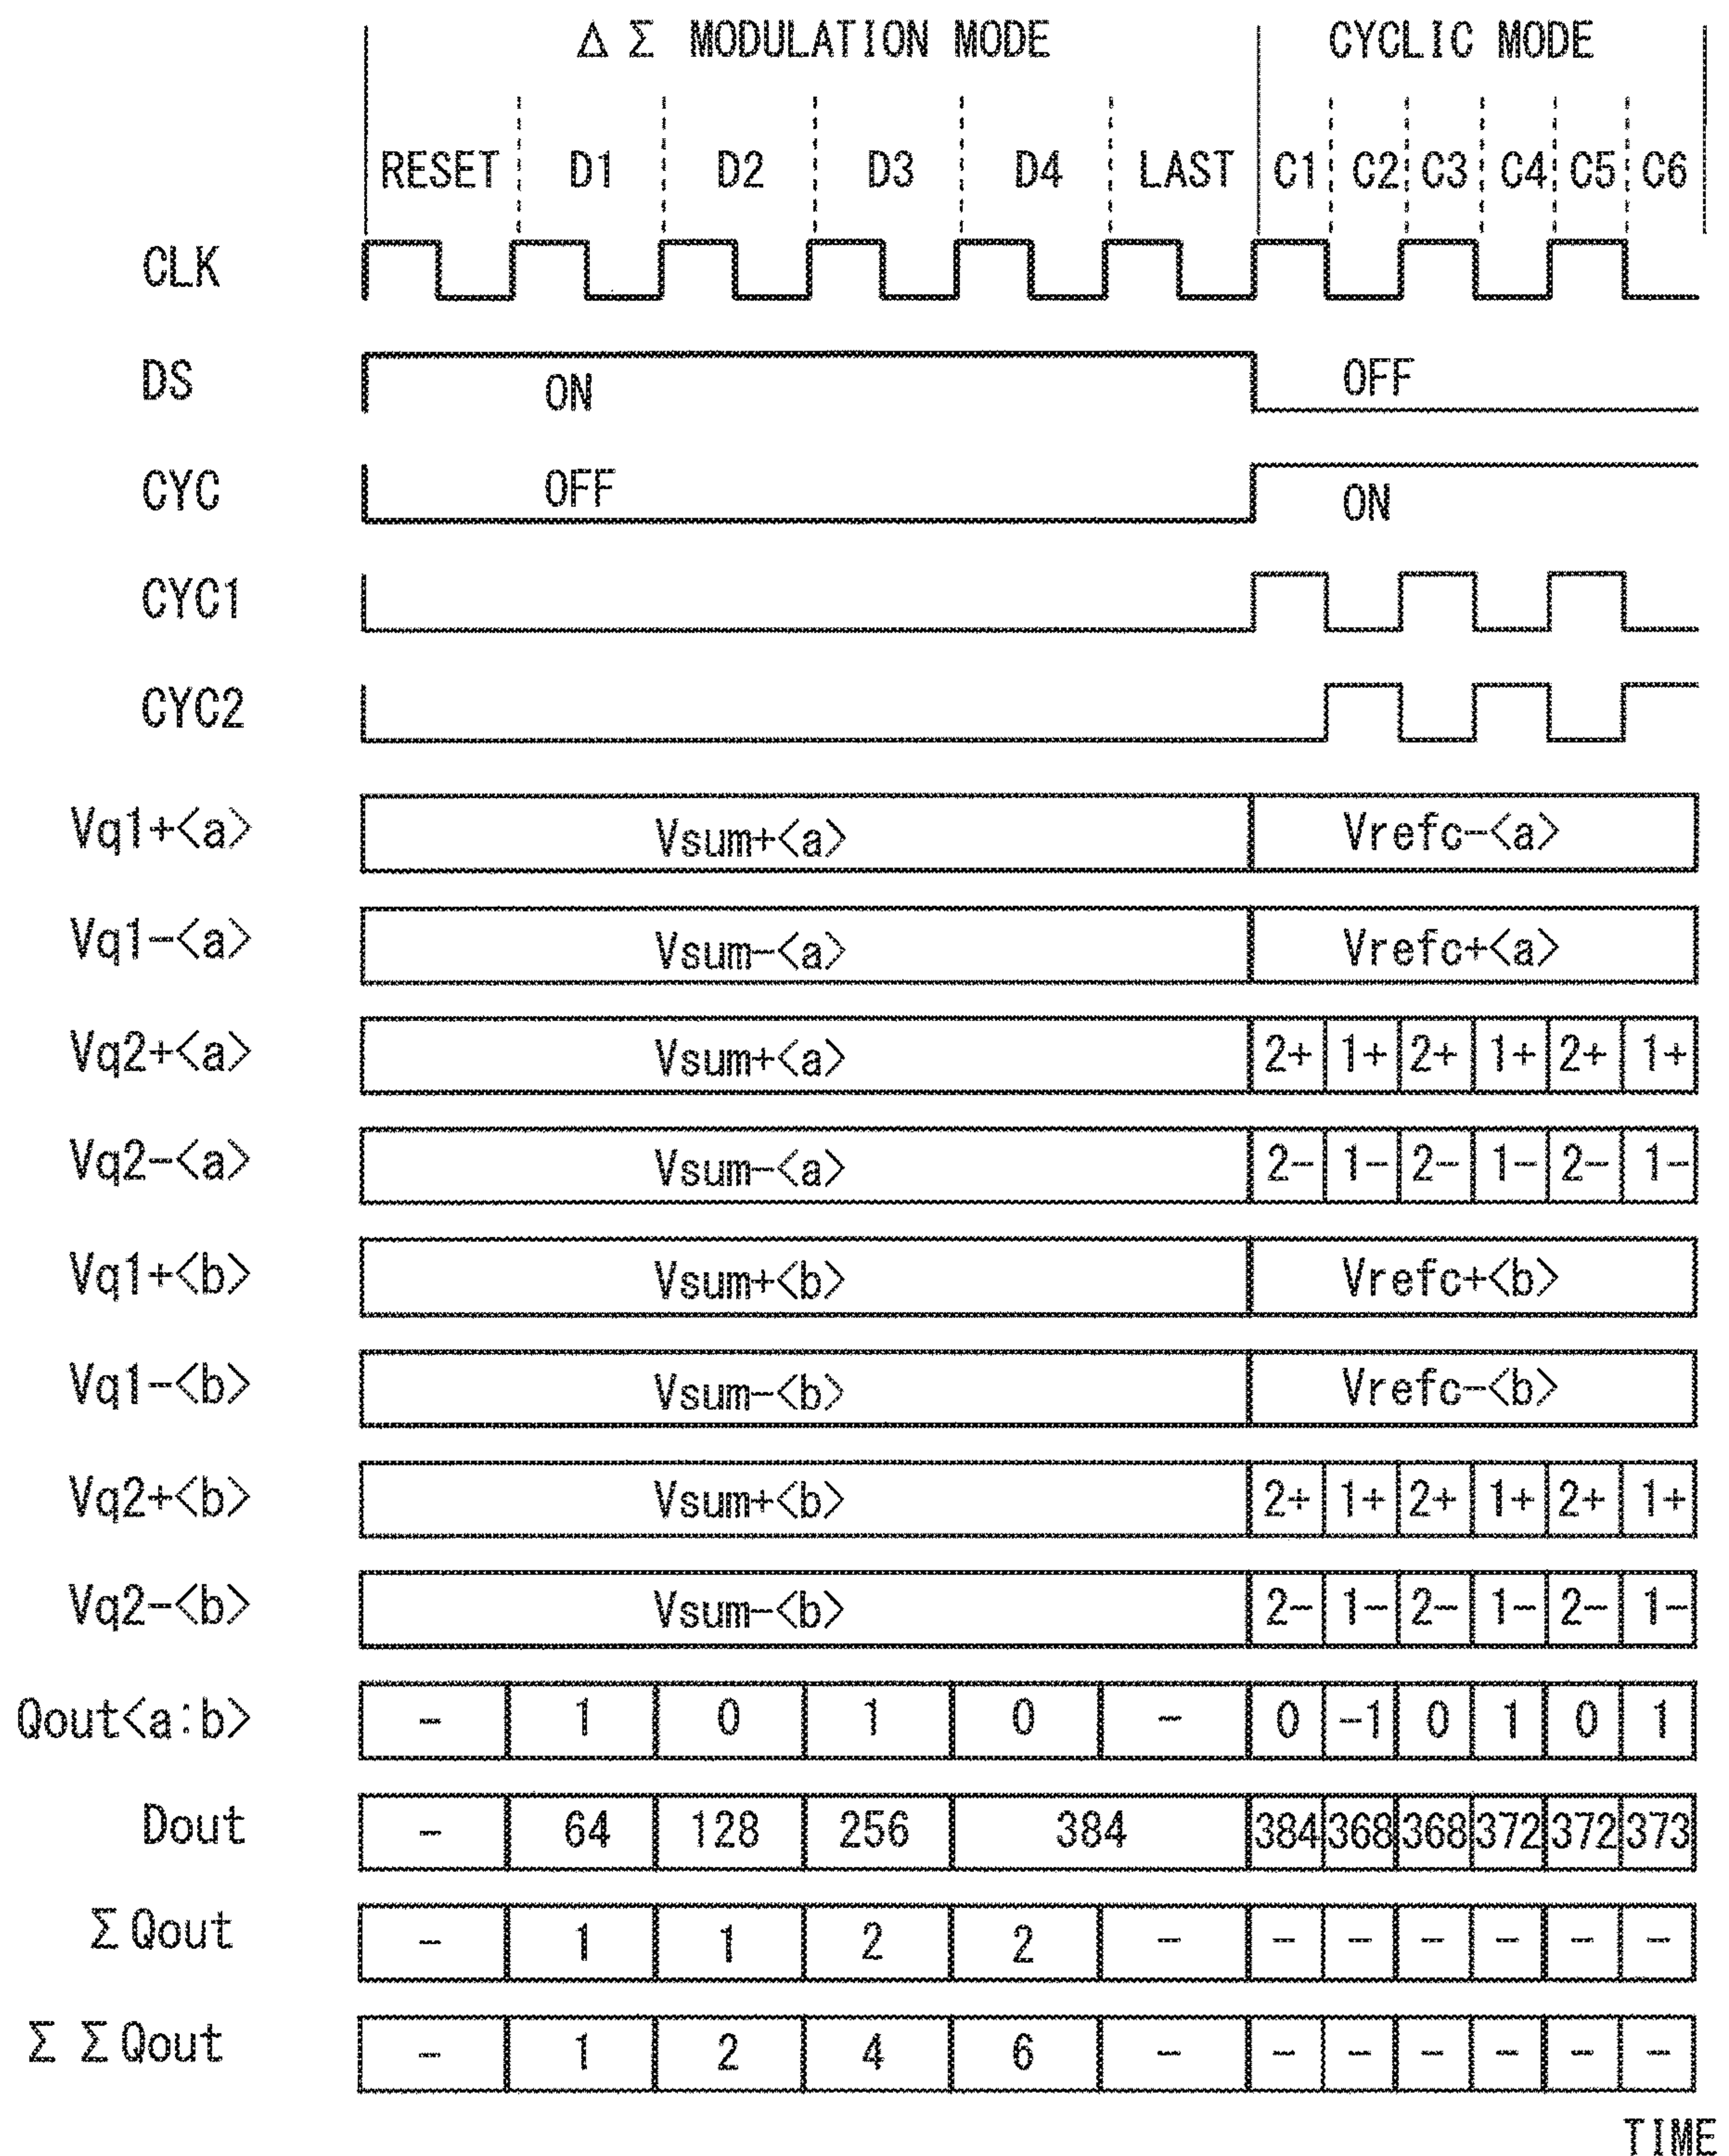 Δ Σ MODULATION MODE CYCLIC MODE
RESET D1 D2 D3 D4 LAST C1 C2 C3 C4 C5 C6
CLK
DS ON OFF
CYC OFF ON
CYC1
CYC2
Vq1+<a> Vsum+<a> Vrefc-<a>
Vq1-<a> Vsum-<a> Vrefc+<a>
Vq2+<a> Vsum+<a> 2+ 1+ 2+ 1+ 2+ 1+
Vq2-<a> Vsum-<a> 2- 1- 2- 1- 2- 1-
Vq1+<b> Vsum+<b> Vrefc+<b>
Vq1-<b> Vsum-<b> Vrefc-<b>
Vq2+<b> Vsum+<b> 2+ 1+ 2+ 1+ 2+ 1+
Vq2-<b> Vsum-<b> 2- 1- 2- 1- 2- 1-
Qout<a:b> - 1 0 1 0 - 0 -1 0 1 0 1
Dout - 64 128 256 384 384 368 368 372 372 373
Σ Qout - 1 1 2 2 - - - - - - -
Σ Σ Qout - 1 2 4 6 - - - - - - -
TIME